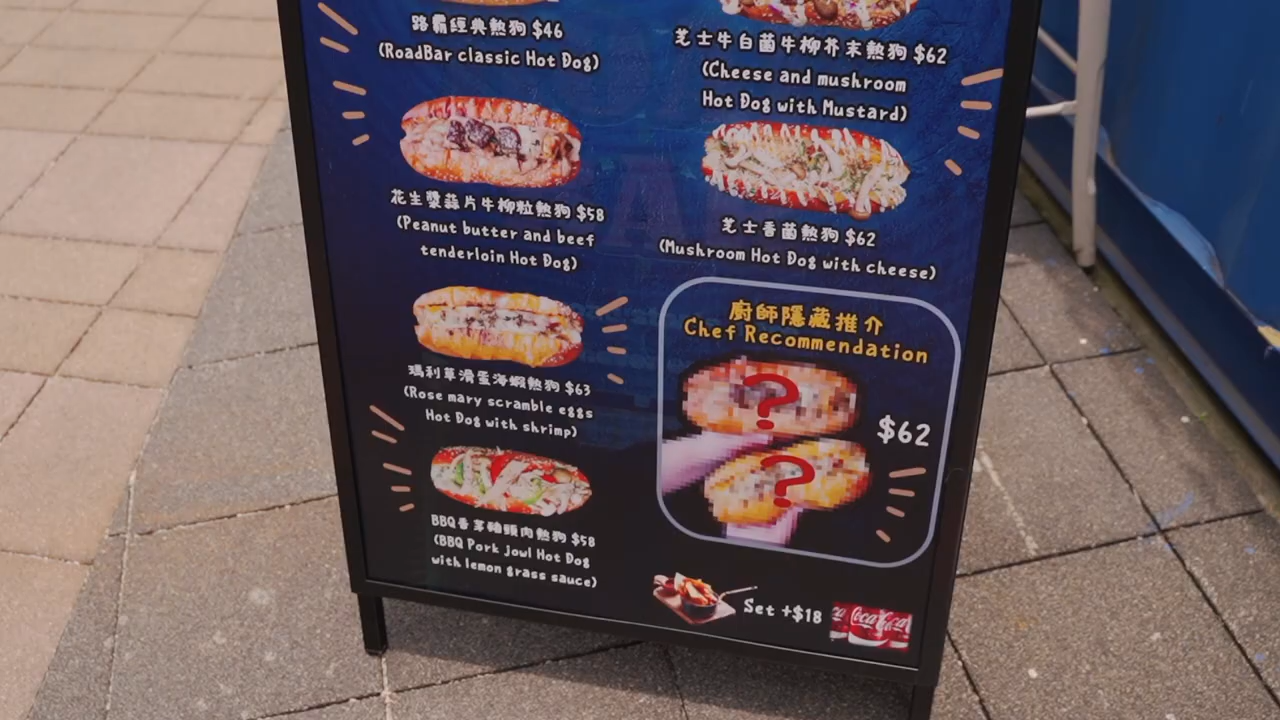 路霸經典熱狗 $46
(RoadBar classic Hot Dog)
花生醬蒜片牛柳粒熱狗 $58
(Peanut butter and beef
tenderloin Hot Dog)
瑪利草滑蛋海蝦熱狗 $63
(Rose mary scramble eggs
Hot Dog with shrimp)
BBQ香茅豬頸肉熱狗 $58
(BBQ Pork Jowl Hot Dog
with lemon grass sauce)
芝士牛白菌牛柳芥末熱狗 $62
(Cheese and mushroom
Hot Dog with Mustard)
芝士香菌熱狗 $62
(Mushroom Hot Dog with cheese)
廚師隱藏推介
Chef Recommendation
? $62
?
Set +$18
Coca-Cola